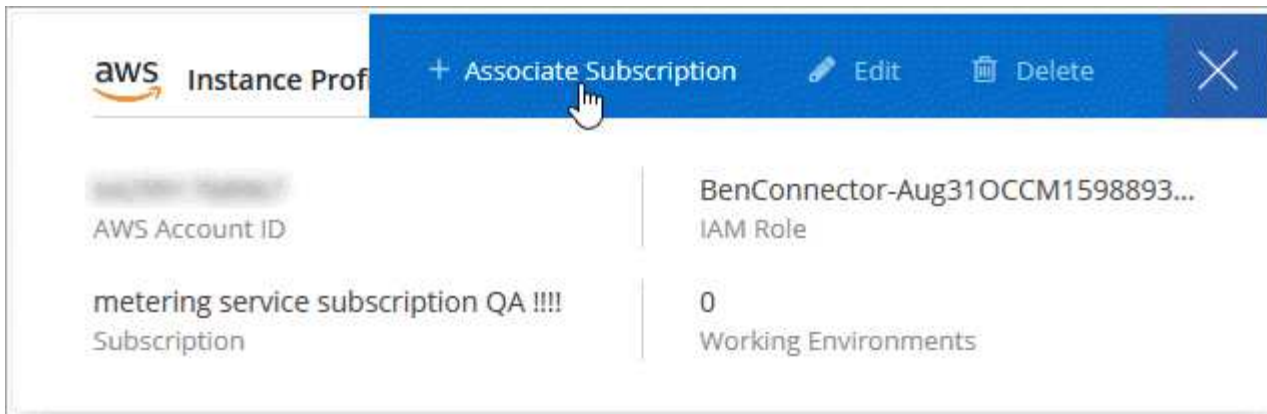 aws Instance Prof + Associate Subscription Edit Delete
BenConnector-Aug31OCCM1598893...
AWS Account ID IAM Role
metering service subscription QA !!!! 0
Subscription Working Environments